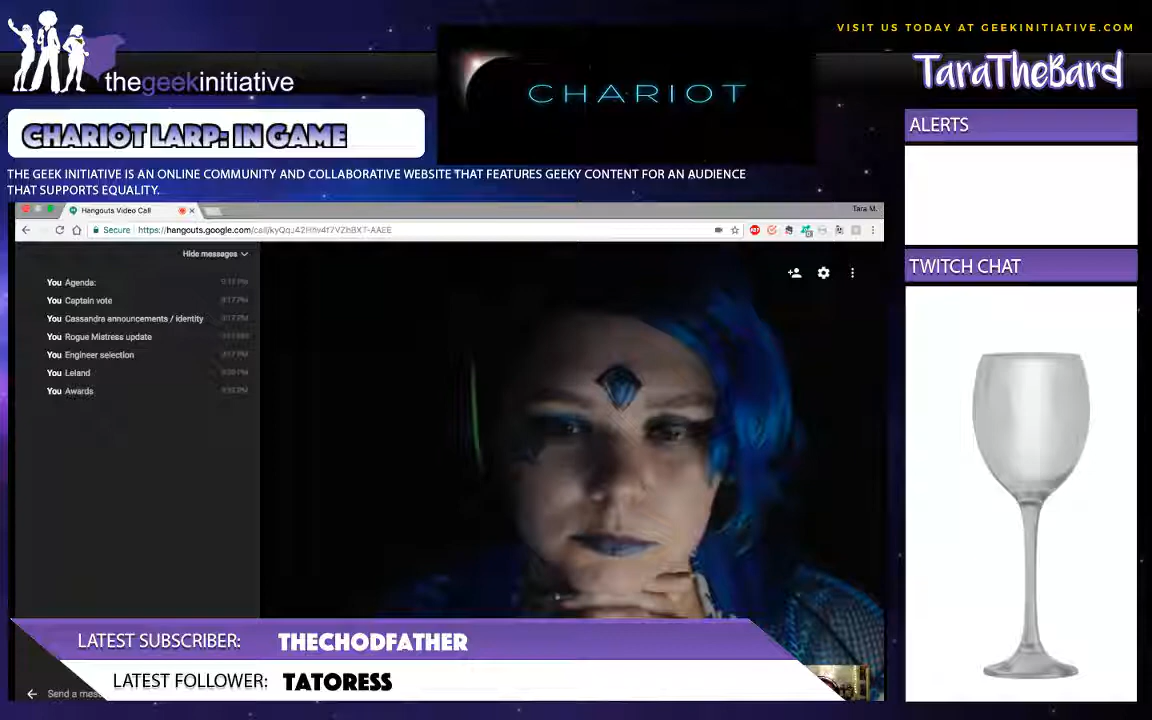 VISIT US TODAY AT GEEKINITIATIVE.COM
thegeekinitiative
CHARIOT
TaraTheBard
CHARIOT LARP: IN GAME
ALERTS
THE GEEK INITIATIVE IS AN ONLINE COMMUNITY AND COLLABORATIVE WEBSITE THAT FEATURES GEEKY CONTENT FOR AN AUDIENCE
THAT SUPPORTS EQUALITY.
Hangouts Video Call
Tara M.
Secure
Hide messages
TWITCH CHAT
You Agenda:
You Captain vote
You Cassandra announcements / identity
You Rogue Mistress update
You Engineer selection
You Leland
You Awards
LATEST SUBSCRIBER: THECHODFATHER
LATEST FOLLOWER: TATORESS
Send a mess